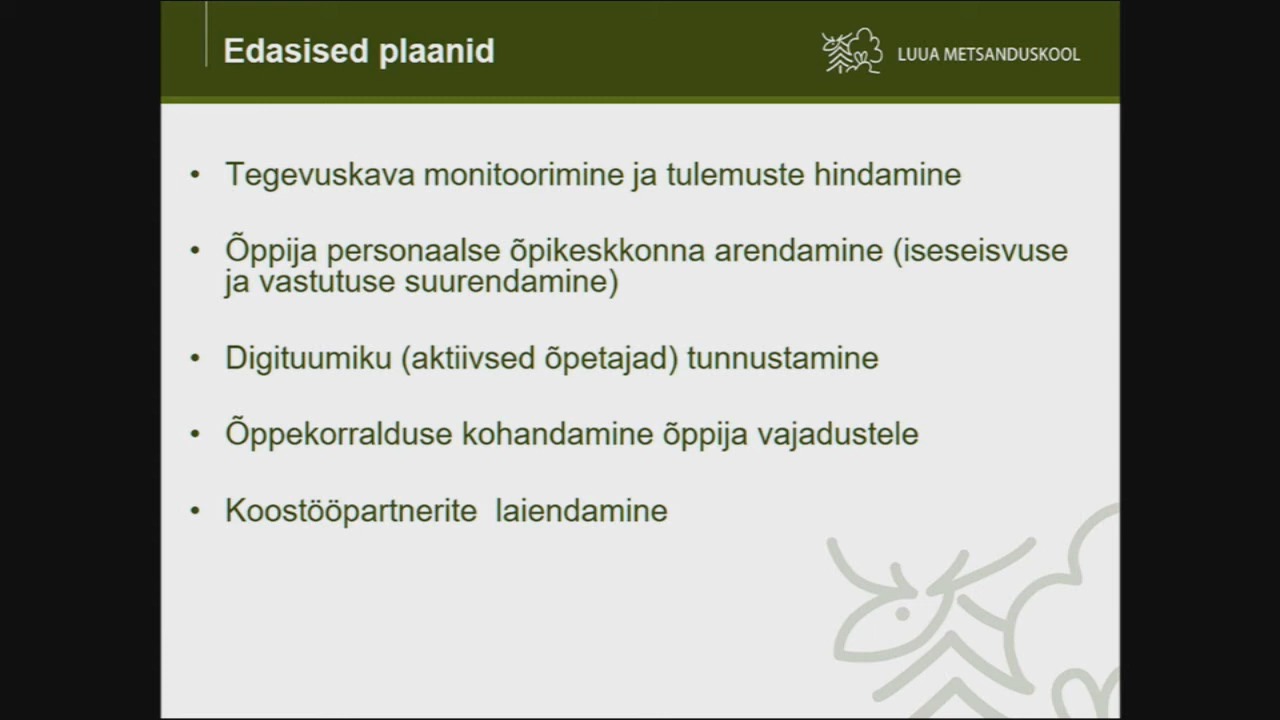 Edasised plaanid
LUUA METSANDUSKOOL
• Tegevuskava monitoorimine ja tulemuste hindamine
• Õppija personaalse õpikeskkonna arendamine (iseseisvuse
ja vastutuse suurendamine)
• Digituumiku (aktiivsed õpetajad) tunnustamine
• Õppekorralduse kohandamine õppija vajadustele
• Koostööpartnerite  laiendamine